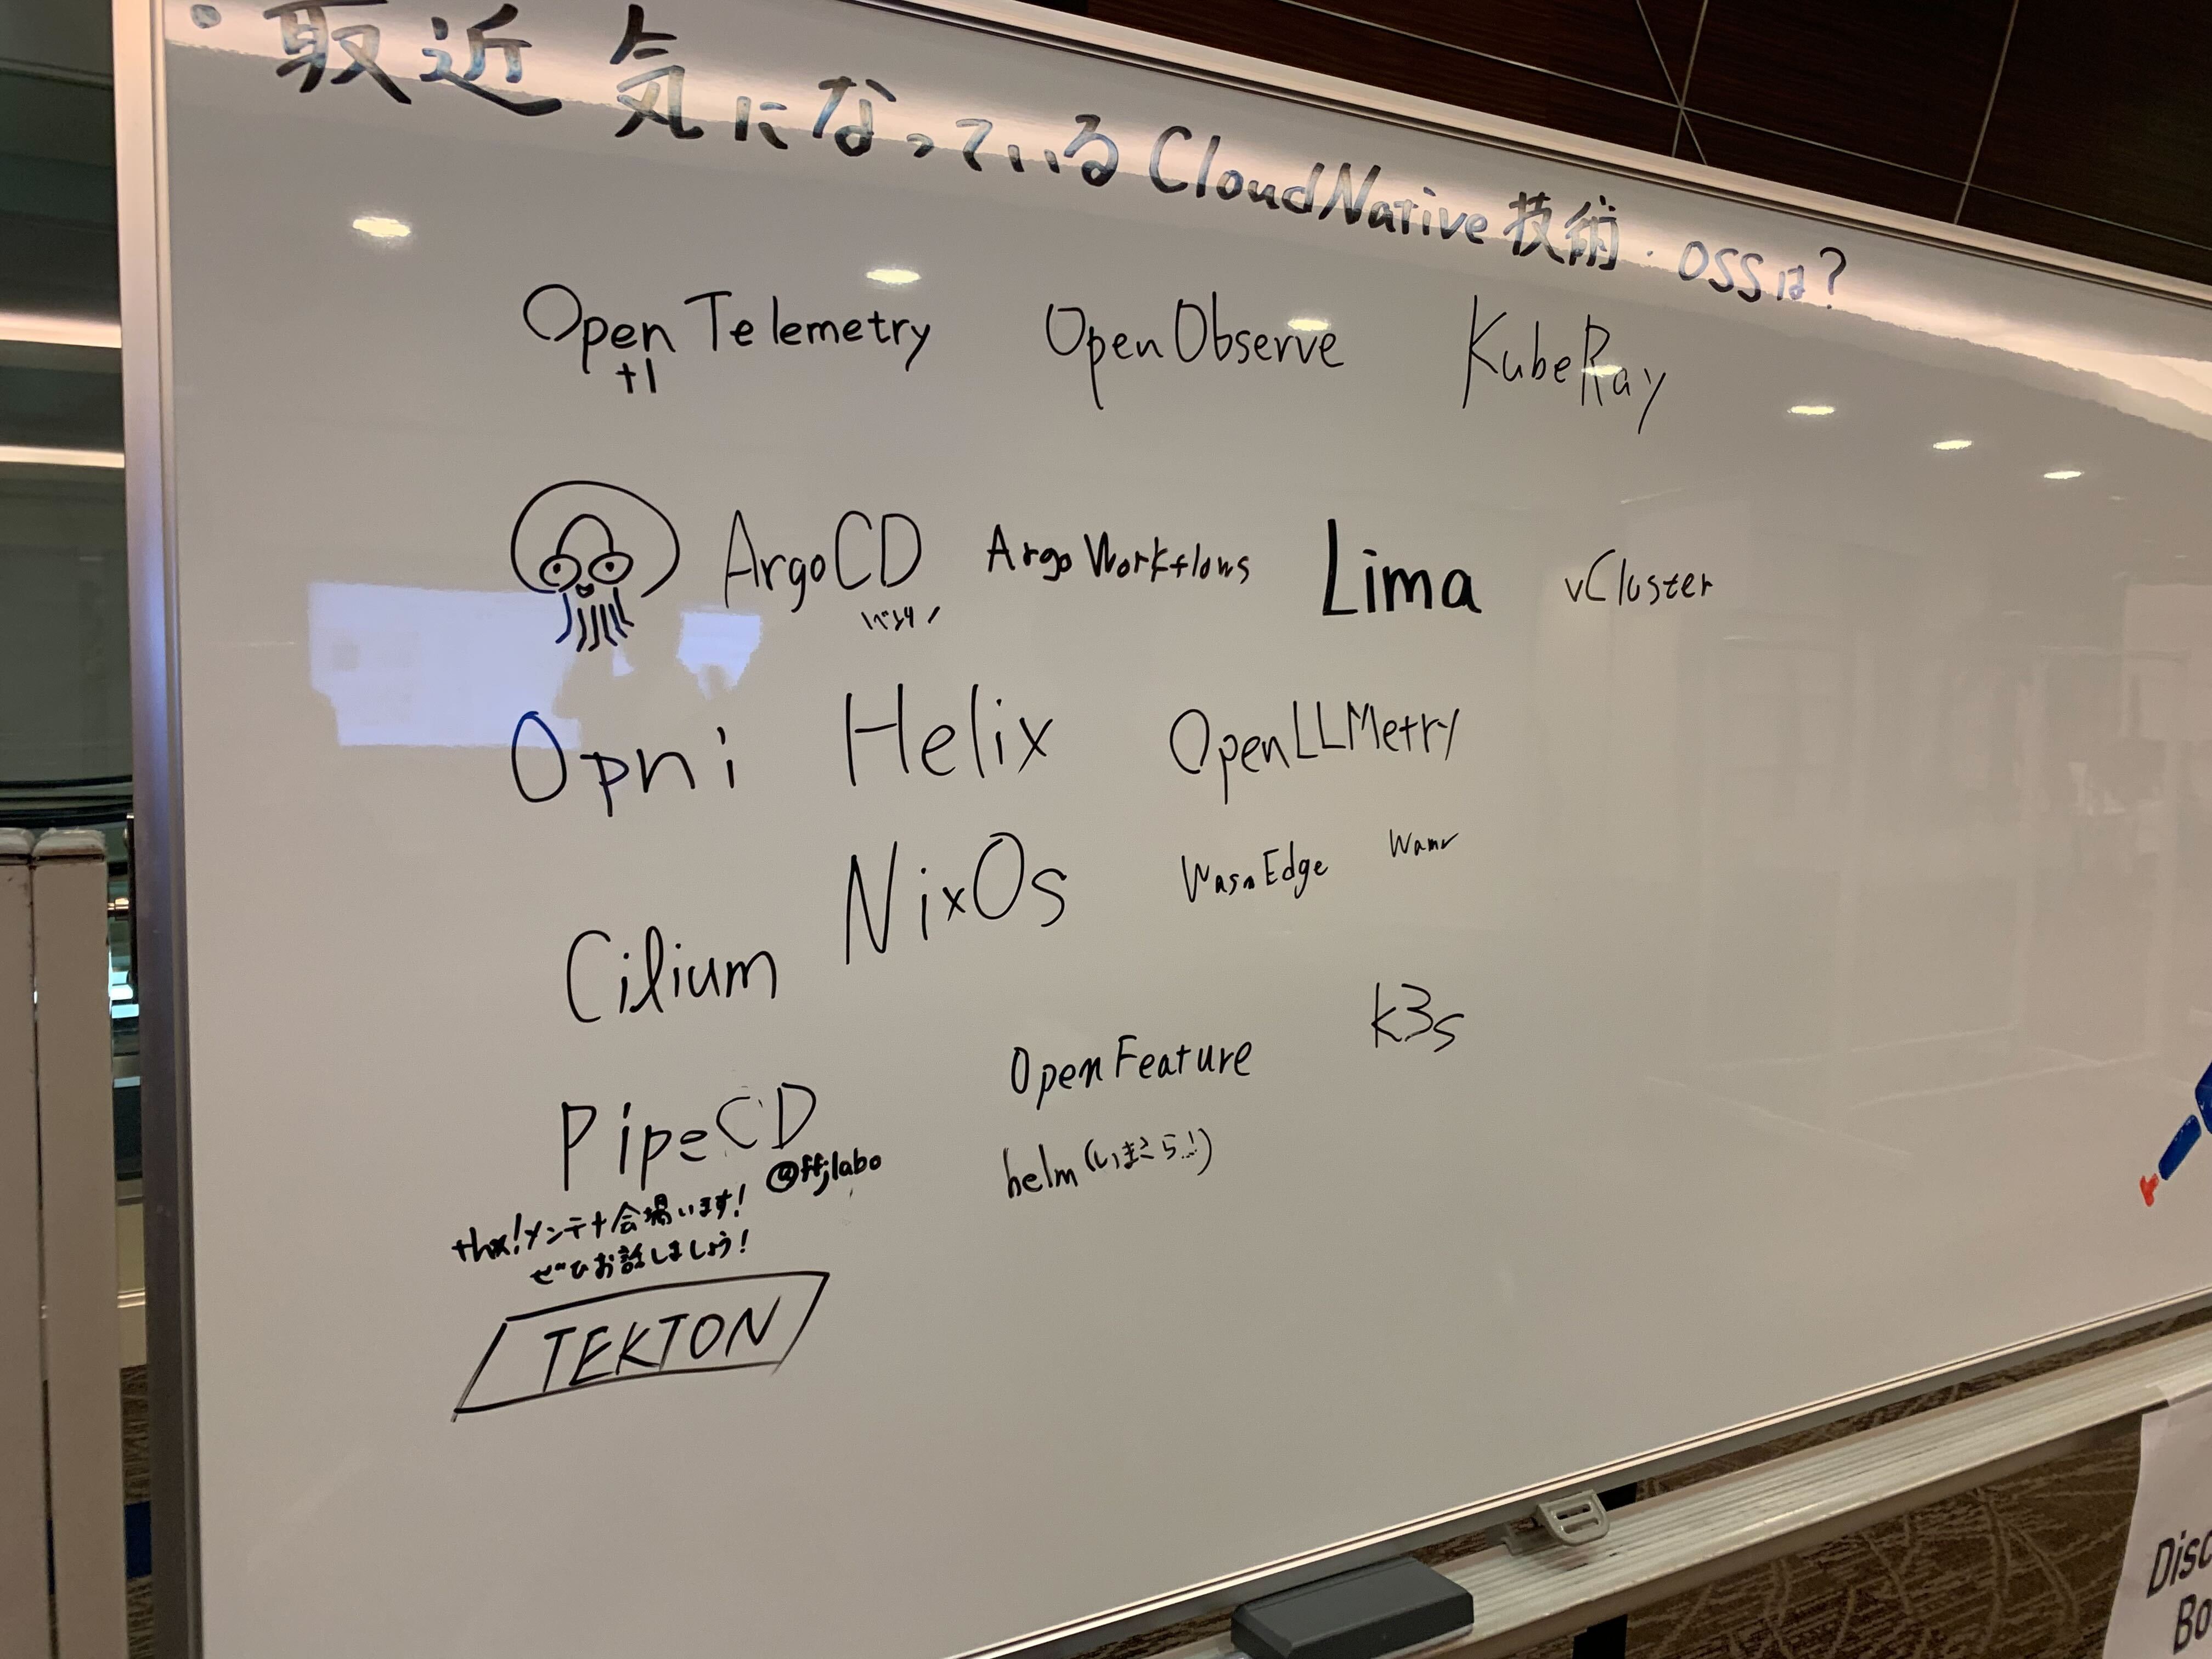 ・最近気になっているCloudNative技術・OSSは?
OpenTelemetry
+1
OpenObserve
KubeRay
ArgoCD
Argo Workflows
Lima
vCluster
Opni
Helix
OpenLLMetry
NixOs
WasmEdge
Wamr
Cilium
k3s
OpenFeature
PipeCD
@ffjlabo
helm(いまさら!)
thx!メンテナ会場います!
ぜひお話しましょう!
TEKTON
Disc
Bo